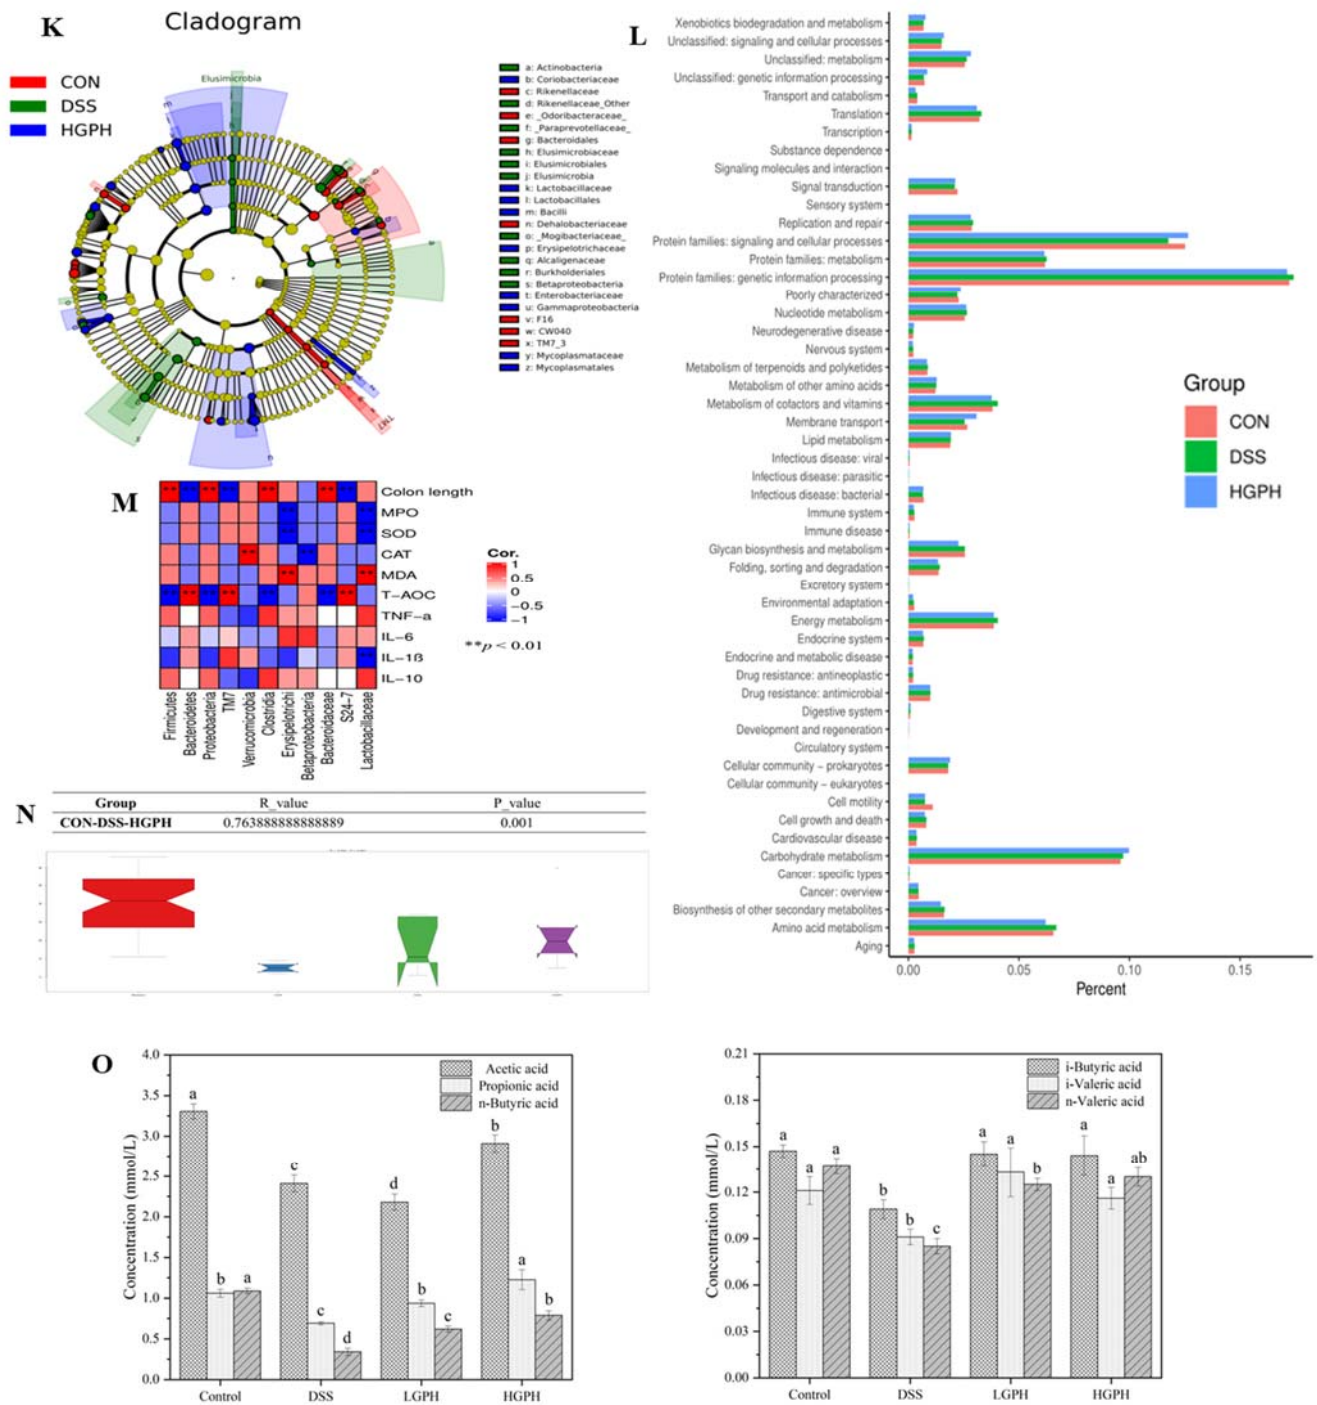 K
Cladogram
CON
DSS
HGPH
Elusimicrobia
TM7
a: Actinobacteria
b: Coriobacteriaceae
c: Rikenellaceae
d: Rikenellaceae_Other
e: _Odoribacteraceae_
f: _Paraprevotellaceae_
g: Bacteroidales
h: Elusimicrobiaceae
i: Elusimicrobiales
j: Elusimicrobia
k: Lactobacillaceae
l: Lactobacillales
m: Bacilli
n: Dehalobacteriaceae
o: _Mogibacteriaceae_
p: Erysipelotrichaceae
q: Alcaligenaceae
r: Burkholderiales
s: Betaproteobacteria
t: Enterobacteriaceae
u: Gammaproteobacteria
v: F16
w: CW040
x: TM7_3
y: Mycoplasmataceae
z: Mycoplasmatales
L
Xenobiotics biodegradation and metabolism
Unclassified: signaling and cellular processes
Unclassified: metabolism
Unclassified: genetic information processing
Transport and catabolism
Translation
Transcription
Substance dependence
Signaling molecules and interaction
Signal transduction
Sensory system
Replication and repair
Protein families: signaling and cellular processes
Protein families: metabolism
Protein families: genetic information processing
Poorly characterized
Nucleotide metabolism
Neurodegenerative disease
Nervous system
Metabolism of terpenoids and polyketides
Metabolism of other amino acids
Metabolism of cofactors and vitamins
Membrane transport
Lipid metabolism
Infectious disease: viral
Infectious disease: parasitic
Infectious disease: bacterial
Immune system
Immune disease
Glycan biosynthesis and metabolism
Folding, sorting and degradation
Excretory system
Environmental adaptation
Energy metabolism
Endocrine system
Endocrine and metabolic disease
Drug resistance: antineoplastic
Drug resistance: antimicrobial
Digestive system
Development and regeneration
Circulatory system
Cellular community − prokaryotes
Cellular community − eukaryotes
Cell motility
Cell growth and death
Cardiovascular disease
Carbohydrate metabolism
Cancer: specific types
Cancer: overview
Biosynthesis of other secondary metabolites
Amino acid metabolism
Aging
0.00 0.05 0.10 0.15
Percent
Group
CON
DSS
HGPH
M
** ** ** ** ** ** ** Colon length
** ** MPO
** ** SOD
** ** CAT
** ** MDA
** ** ** ** ** ** ** T−AOC
TNF−a
IL−6
** IL−1ß
IL−10
Firmicutes
Bacteroidetes
Proteobacteria
TM7
Verrucomicrobia
Clostridia
Erysipelotrichi
Betaproteobacteria
Bacteroidaceae
S24−7
Lactobacillaceae
Cor.
1
0.5
0
−0.5
−1
**p < 0.01
N
Group R_value P_value
CON-DSS-HGPH 0.763888888888889 0.001
O
Concentration (mmol/L)
4.0
3.5
3.0
2.5
2.0
1.5
1.0
0.5
0.0
Acetic acid
Propionic acid
n-Butyric acid
a b a
c c d
d b c
b a b
Control DSS LGPH HGPH
Concentration (mmol/L)
0.21
0.18
0.15
0.12
0.09
0.06
0.03
0.00
i-Butyric acid
i-Valeric acid
n-Valeric acid
a a a
b b c
a a b
a a ab
Control DSS LGPH HGPH